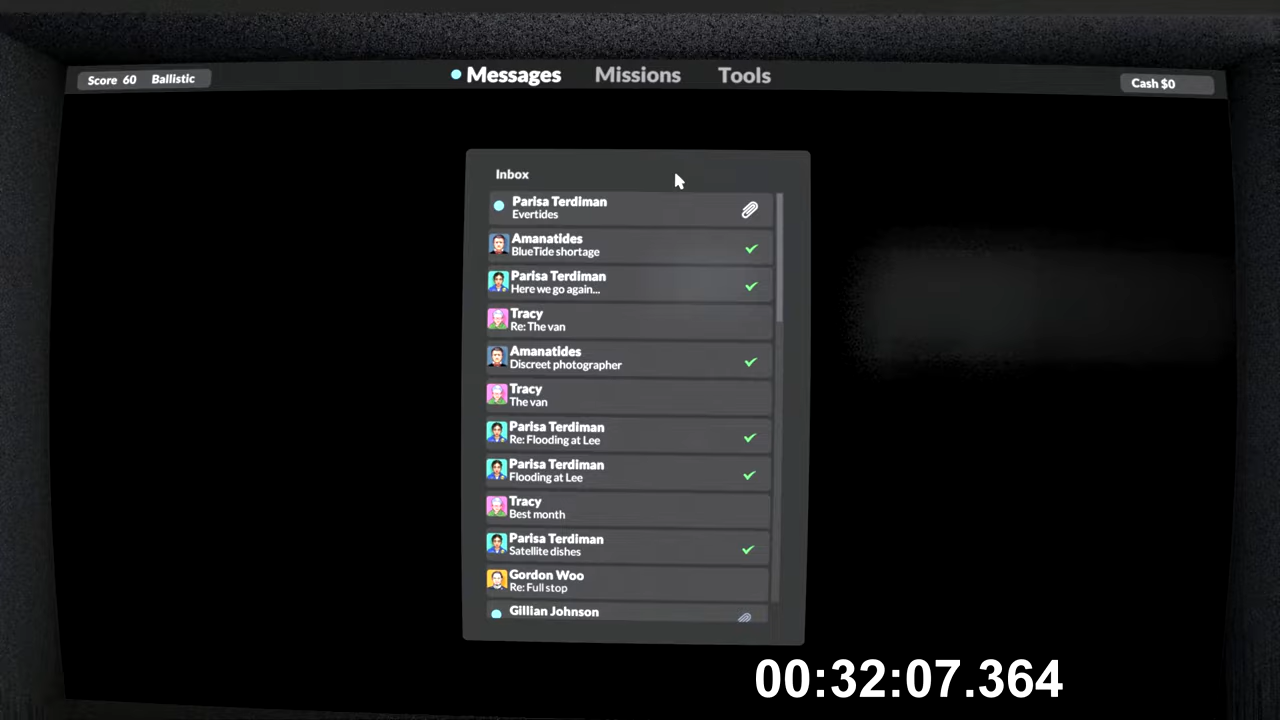 Score 60 Ballistic
Messages Missions Tools
Cash $0
Inbox
Parisa Terdiman
Evertides
Amanatides
BlueTide shortage
Parisa Terdiman
Here we go again...
Tracy
Re: The van
Amanatides
Discreet photographer
Tracy
The van
Parisa Terdiman
Re: Flooding at Lee
Parisa Terdiman
Flooding at Lee
Tracy
Best month
Parisa Terdiman
Satellite dishes
Gordon Woo
Re: Full stop
Gillian Johnson
00:32:07.364